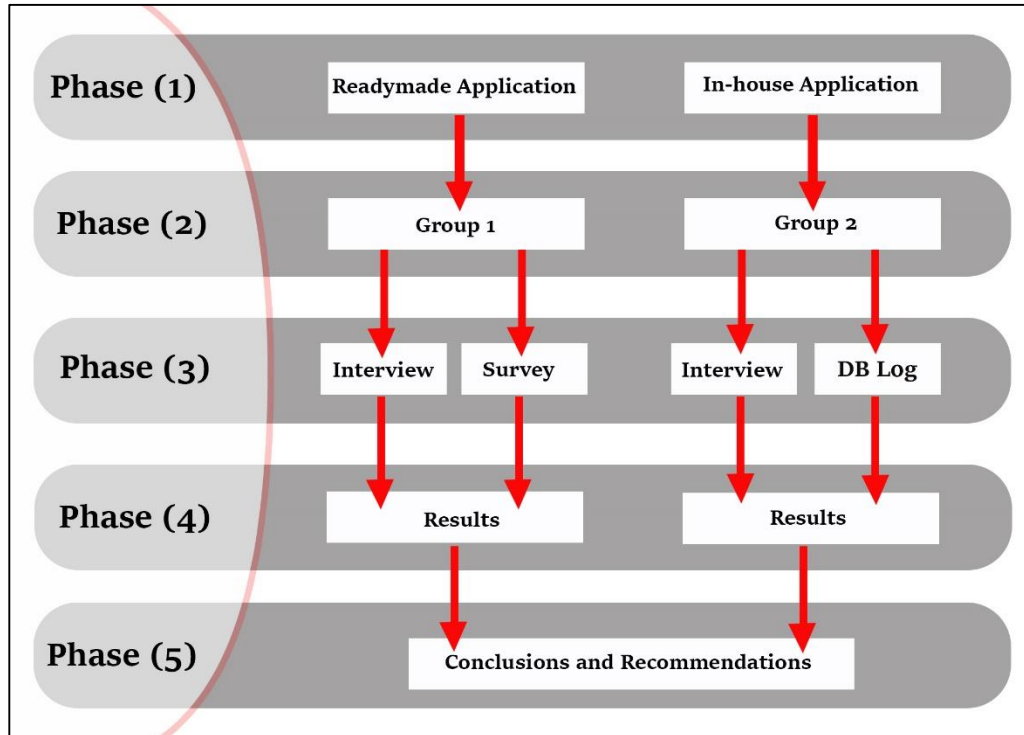 Phase (1)
Readymade Application
In-house Application
Phase (2)
Group 1
Group 2
Phase (3)
Interview
Survey
Interview
DB Log
Phase (4)
Results
Results
Phase (5)
Conclusions and Recommendations